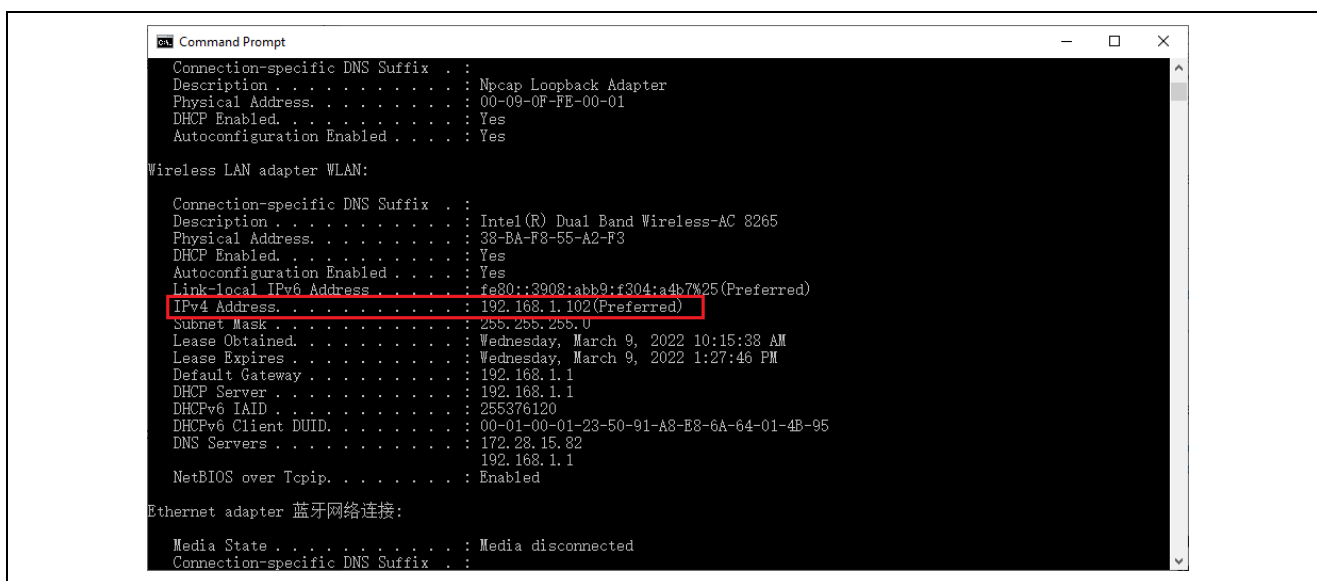 Command Prompt
Connection-specific DNS Suffix . :
Description . . . . . . . . . . . : Npcap Loopback Adapter
Physical Address. . . . . . . . . : 00-09-0F-FE-00-01
DHCP Enabled. . . . . . . . . . . : Yes
Autoconfiguration Enabled . . . . : Yes
Wireless LAN adapter WLAN:
Connection-specific DNS Suffix . :
Description . . . . . . . . . . . : Intel(R) Dual Band Wireless-AC 8265
Physical Address. . . . . . . . . : 38-BA-F8-55-A2-F3
DHCP Enabled. . . . . . . . . . . : Yes
Autoconfiguration Enabled . . . . : Yes
Link-local IPv6 Address . . . . . : fe80::3908:abb9:f304:a4b7%25(Preferred)
IPv4 Address. . . . . . . . . . . : 192.168.1.102(Preferred)
Subnet Mask . . . . . . . . . . . : 255.255.255.0
Lease Obtained. . . . . . . . . . : Wednesday, March 9, 2022 10:15:38 AM
Lease Expires . . . . . . . . . . : Wednesday, March 9, 2022 1:27:46 PM
Default Gateway . . . . . . . . . : 192.168.1.1
DHCP Server . . . . . . . . . . . : 192.168.1.1
DHCPv6 IAID . . . . . . . . . . . : 255376120
DHCPv6 Client DUID. . . . . . . . : 00-01-00-01-23-50-91-A8-E8-6A-64-01-4B-95
DNS Servers . . . . . . . . . . . : 172.28.15.82
192.168.1.1
NetBIOS over Tcpip. . . . . . . . : Enabled
Ethernet adapter 蓝牙网络连接:
Media State . . . . . . . . . . . : Media disconnected
Connection-specific DNS Suffix . :